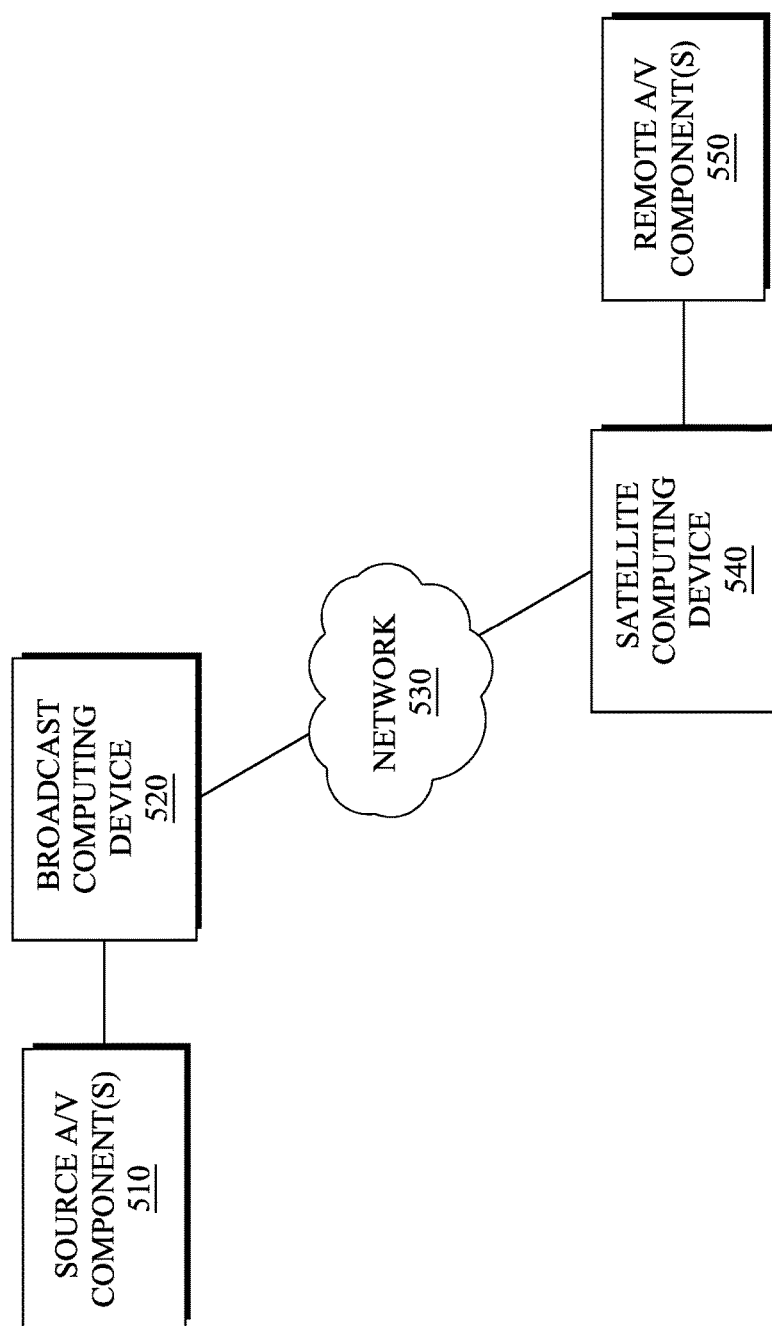 SOURCE A/V
COMPONENT(S)
510
BROADCAST
COMPUTING
DEVICE
520
NETWORK
530
SATELLITE
COMPUTING
DEVICE
540
REMOTE A/V
COMPONENT(S)
550